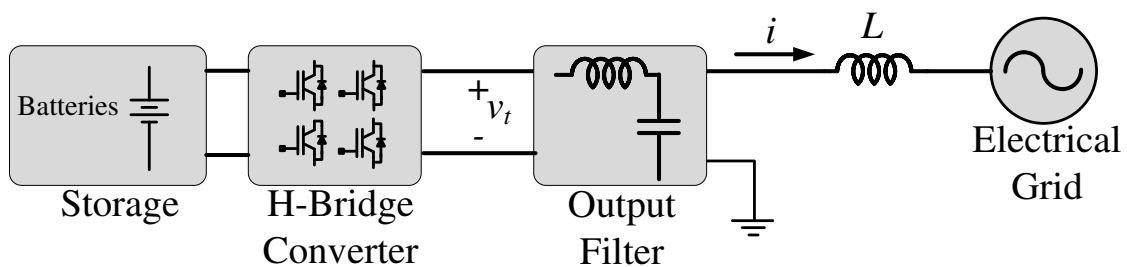 i
L
Batteries
+
v_t
-
Storage
H-Bridge
Converter
Output
Filter
Electrical
Grid